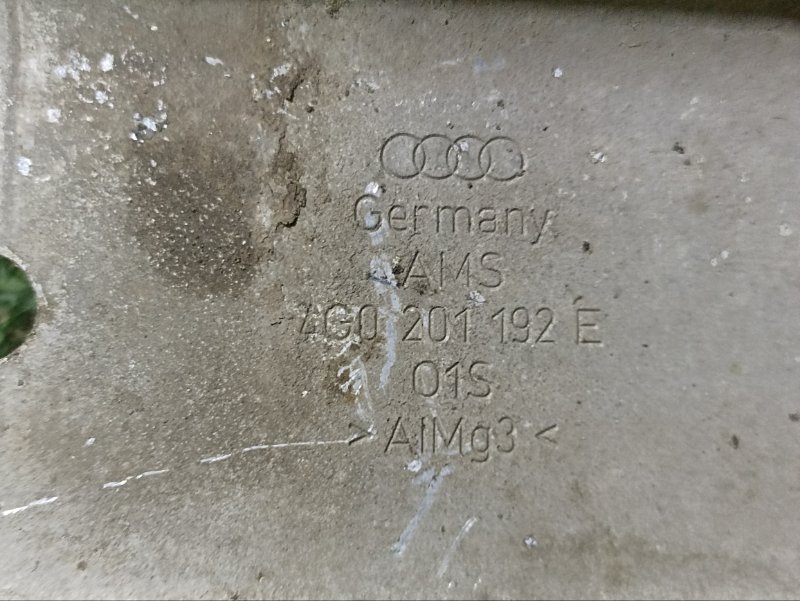 Germany
AMS
4G0 201 192 E
01S
> AlMg3 <